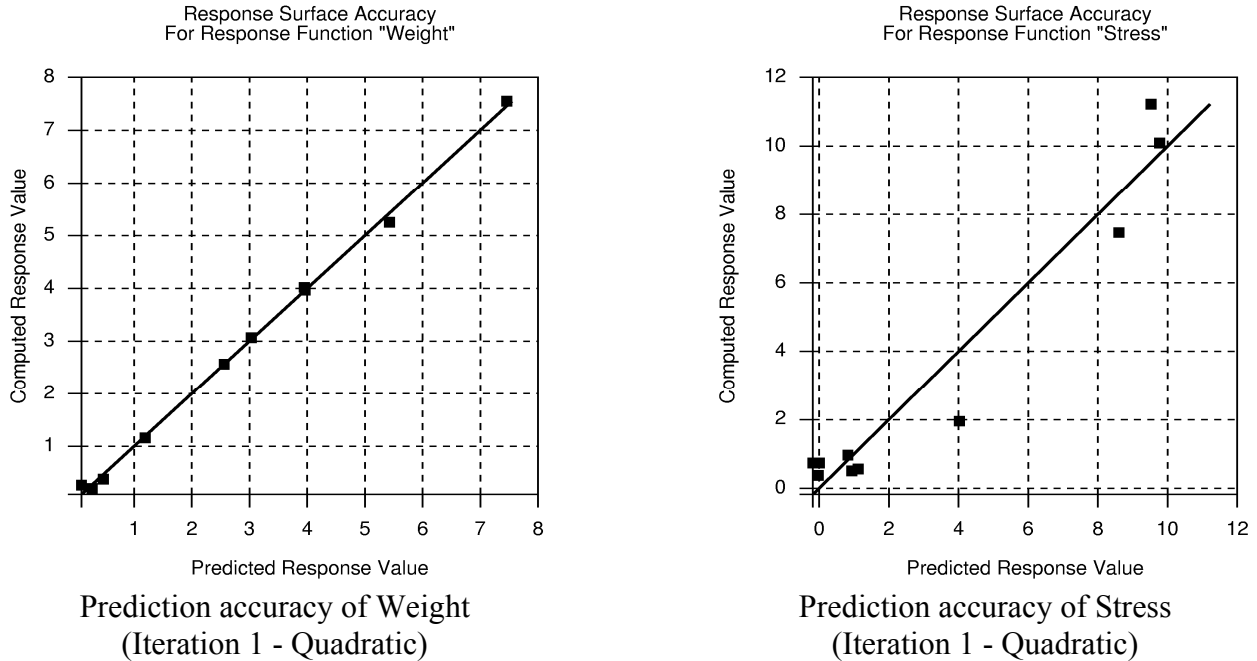 Response Surface Accuracy
For Response Function "Weight"
Computed Response Value
8
7
6
5
4
3
2
1
1 2 3 4 5 6 7 8
Predicted Response Value
Prediction accuracy of Weight
(Iteration 1 - Quadratic)
Response Surface Accuracy
For Response Function "Stress"
Computed Response Value
12
10
8
6
4
2
0
0 2 4 6 8 10 12
Predicted Response Value
Prediction accuracy of Stress
(Iteration 1 - Quadratic)